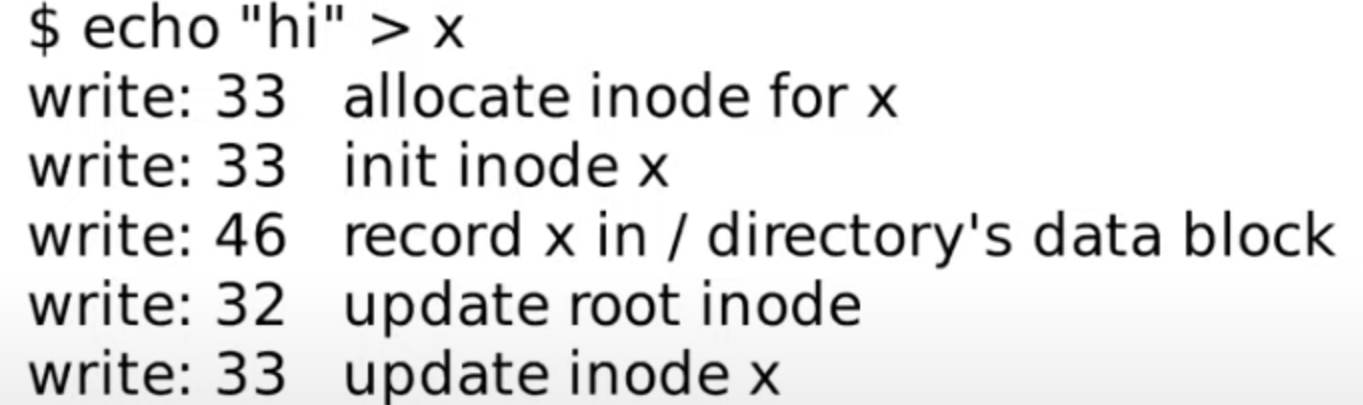 $ echo "hi" > x
write: 33 allocate inode for x
write: 33 init inode x
write: 46 record x in / directory's data block
write: 32 update root inode
write: 33 update inode x